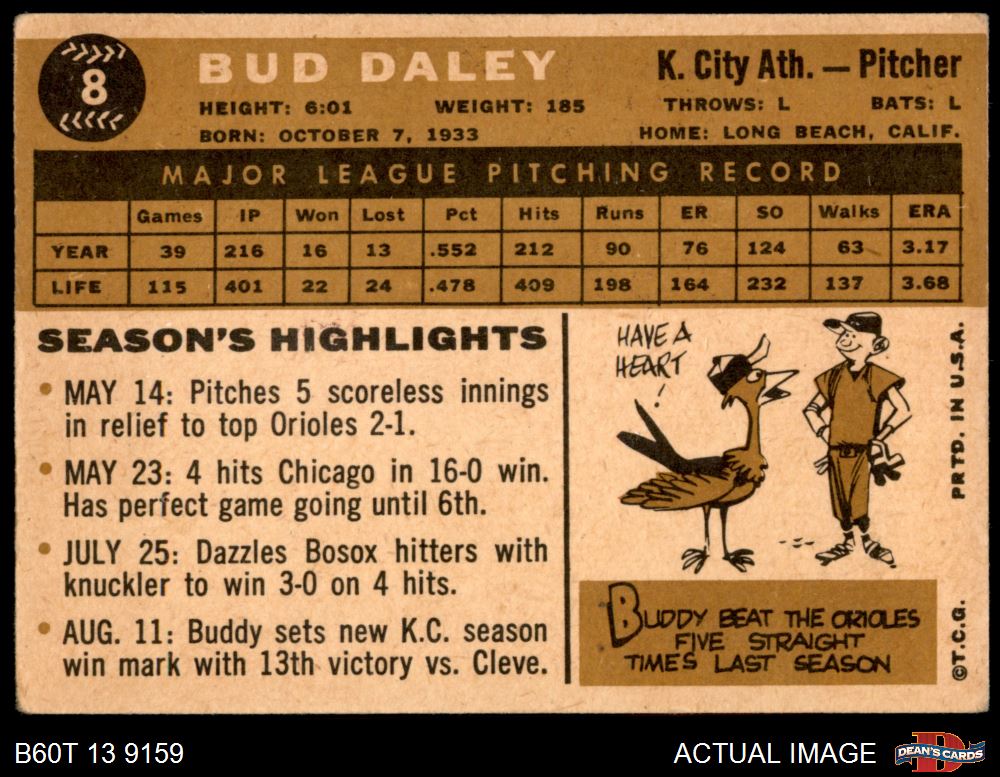 8
BUD DALEY
K. City Ath. — Pitcher
HEIGHT: 6:01 WEIGHT: 185 THROWS: L BATS: L
BORN: OCTOBER 7, 1933 HOME: LONG BEACH, CALIF.
MAJOR LEAGUE PITCHING RECORD
Games IP Won Lost Pct Hits Runs ER SO Walks ERA
YEAR 39 216 16 13 .552 212 90 76 124 63 3.17
LIFE 115 401 22 24 .478 409 198 164 232 137 3.68
SEASON'S HIGHLIGHTS
• MAY 14: Pitches 5 scoreless innings
in relief to top Orioles 2-1.
• MAY 23: 4 hits Chicago in 16-0 win.
Has perfect game going until 6th.
• JULY 25: Dazzles Bosox hitters with
knuckler to win 3-0 on 4 hits.
• AUG. 11: Buddy sets new K.C. season
win mark with 13th victory vs. Cleve.
HAVE A
HEART
!
BUDDY BEAT THE ORIOLES
FIVE STRAIGHT
TIMES LAST SEASON
©T.C.G. PRTD. IN U.S.A.
B60T 13 9159
ACTUAL IMAGE
D
DEAN'S CARDS